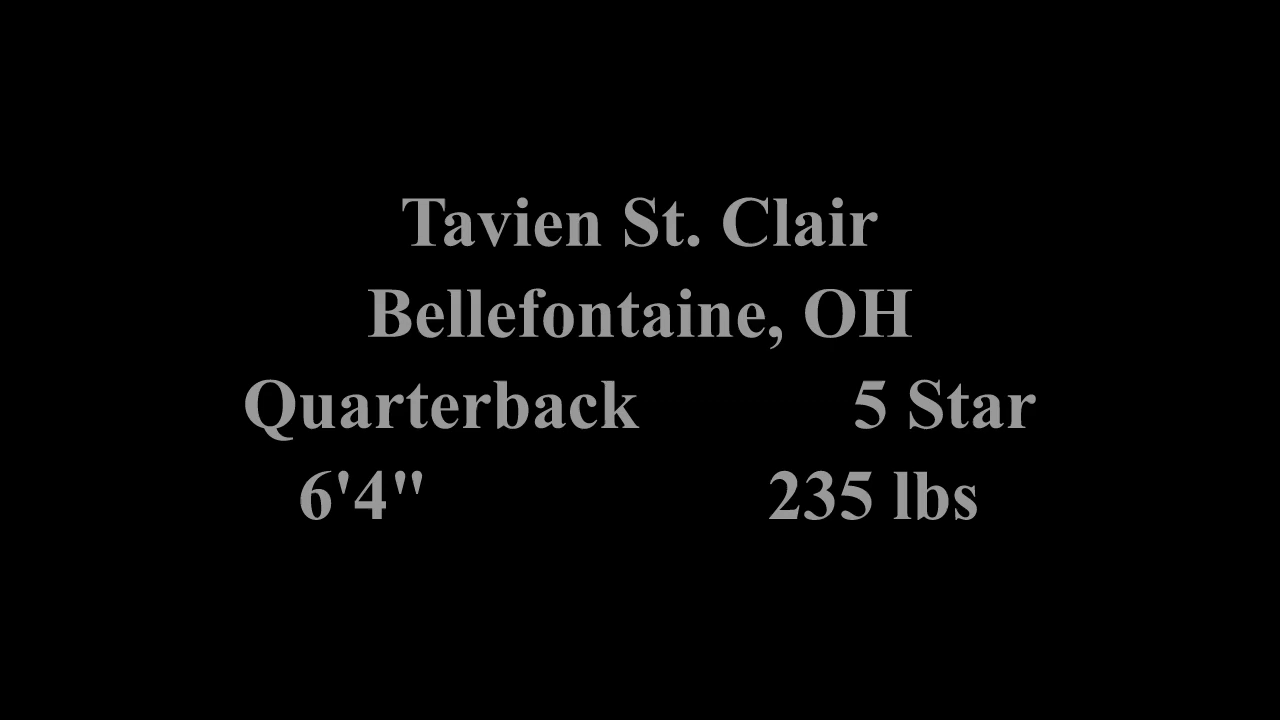 Tavien St. Clair
Bellefontaine, OH
Quarterback 5 Star
6'4" 235 lbs